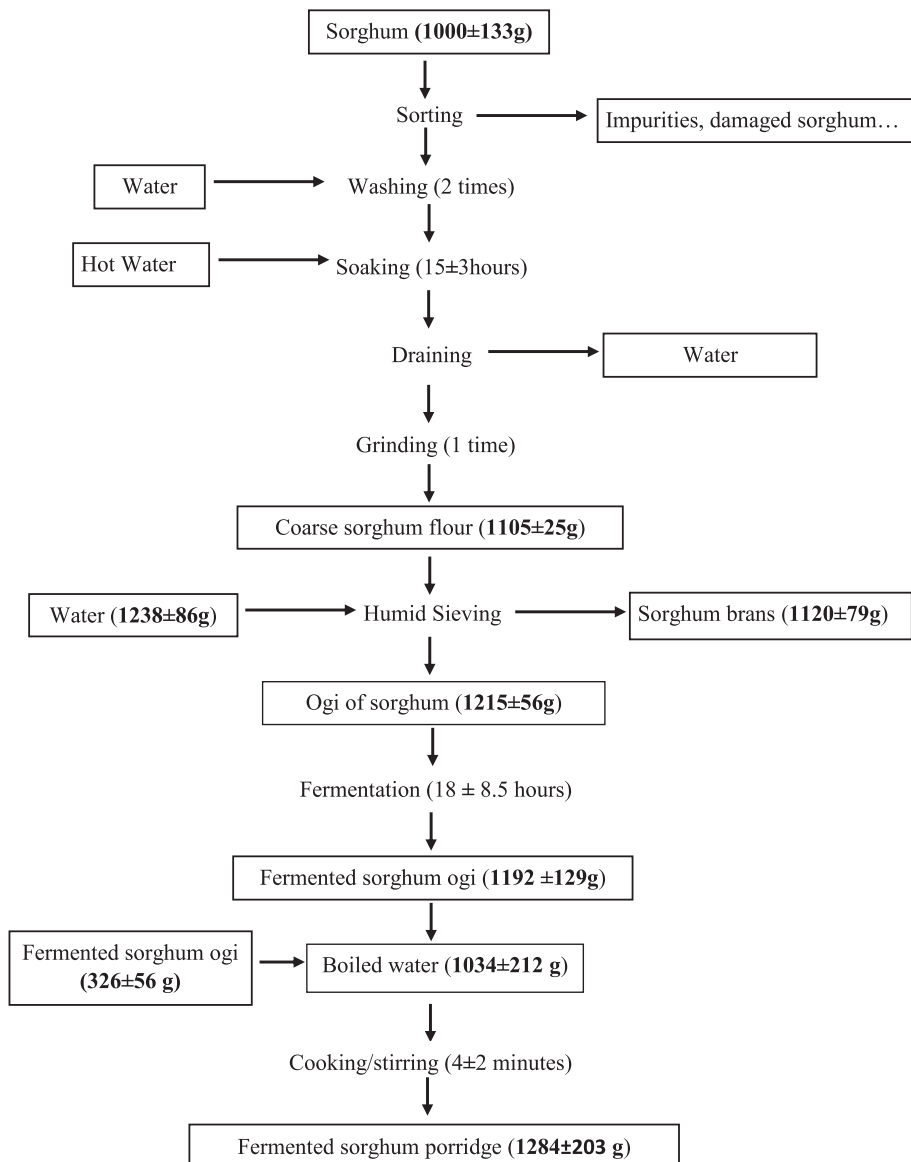 Sorghum (1000±133g)
Sorting
Impurities, damaged sorghum…
Water
Washing (2 times)
Hot Water
Soaking (15±3hours)
Draining
Water
Grinding (1 time)
Coarse sorghum flour (1105±25g)
Water (1238±86g)
Humid Sieving
Sorghum brans (1120±79g)
Ogi of sorghum (1215±56g)
Fermentation (18 ± 8.5 hours)
Fermented sorghum ogi (1192 ±129g)
Fermented sorghum ogi
(326±56 g)
Boiled water (1034±212 g)
Cooking/stirring (4±2 minutes)
Fermented sorghum porridge (1284±203 g)